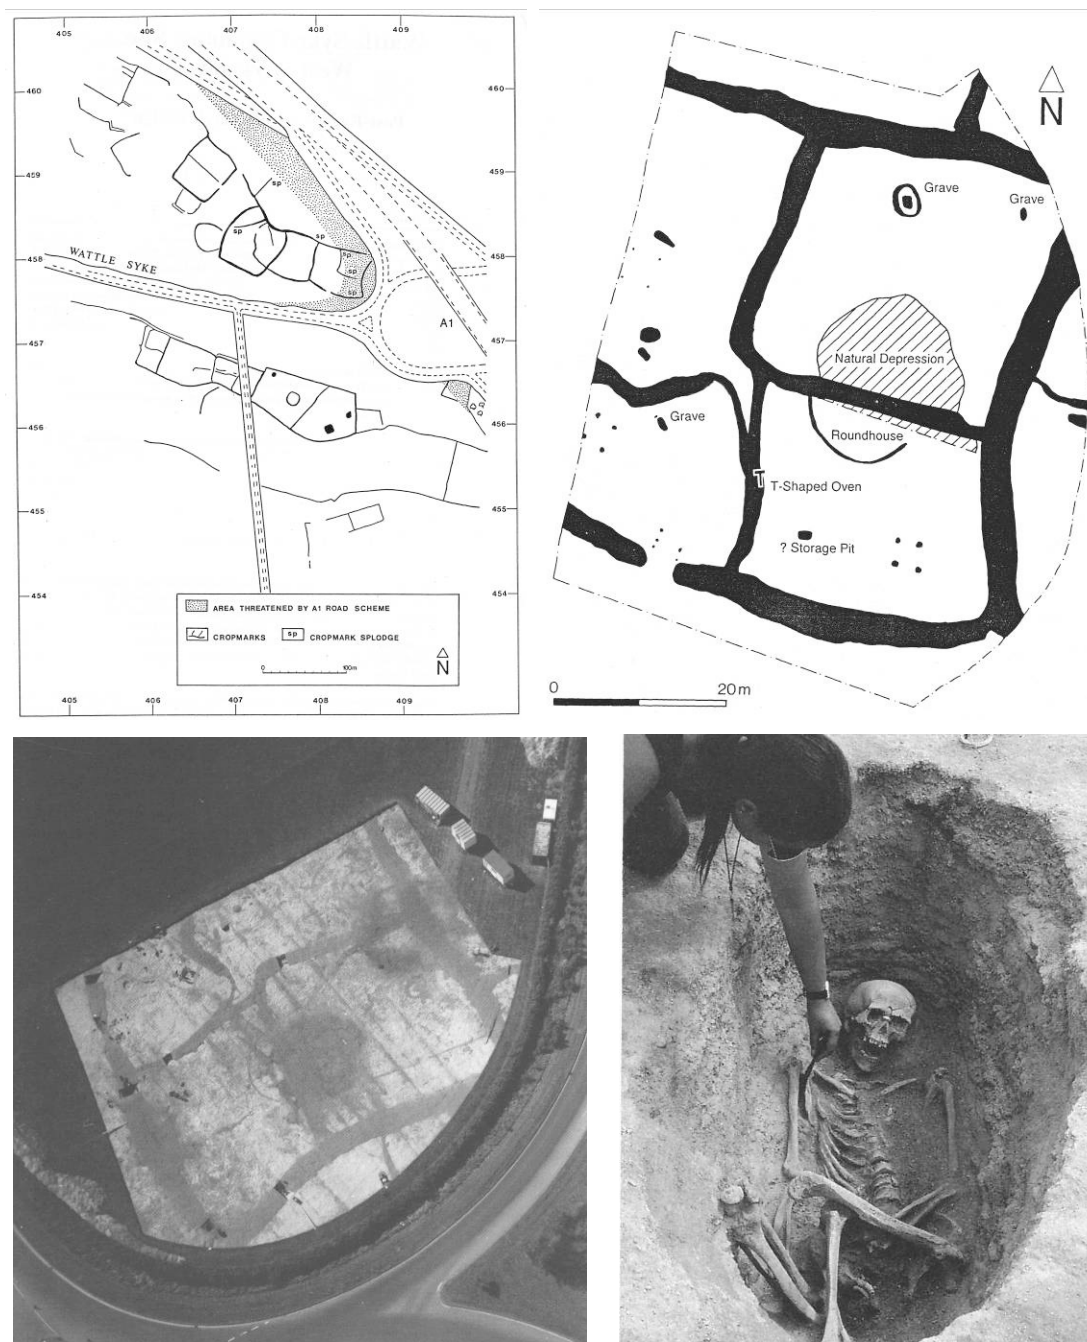 405 406 407 408 409
460
459
458
457
456
455
454
460
459
458
457
456
455
454
sp
sp
sp
sp
sp
sp
WATTLE SYKE
A1
AREA THREATENED BY A1 ROAD SCHEME
CROPMARKS
sp CROPMARK SPLODGE
0 100m
N
405 406 407 408 409
N
Grave
Grave
Natural Depression
Grave
Roundhouse
T-Shaped Oven
? Storage Pit
0 20m